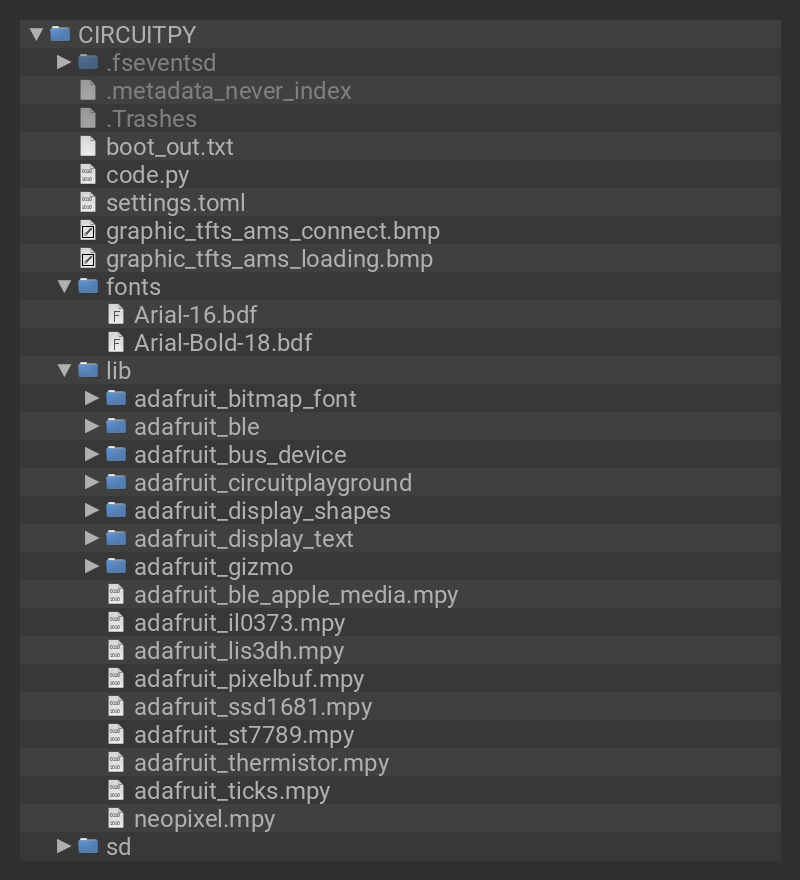 CIRCUITPY
.fseventsd
.metadata_never_index
.Trashes
boot_out.txt
code.py
settings.toml
graphic_tfts_ams_connect.bmp
graphic_tfts_ams_loading.bmp
fonts
Arial-16.bdf
Arial-Bold-18.bdf
lib
adafruit_bitmap_font
adafruit_ble
adafruit_bus_device
adafruit_circuitplayground
adafruit_display_shapes
adafruit_display_text
adafruit_gizmo
adafruit_ble_apple_media.mpy
adafruit_il0373.mpy
adafruit_lis3dh.mpy
adafruit_pixelbuf.mpy
adafruit_ssd1681.mpy
adafruit_st7789.mpy
adafruit_thermistor.mpy
adafruit_ticks.mpy
neopixel.mpy
sd